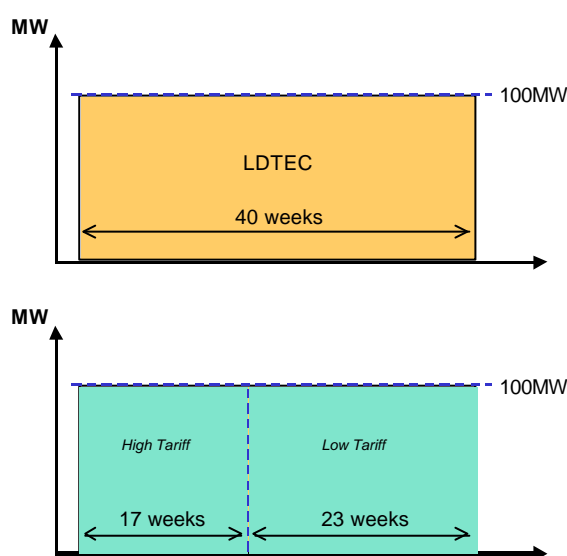 MW
100MW
LDTEC
40 weeks
MW
100MW
High Tariff Low Tariff
17 weeks 23 weeks